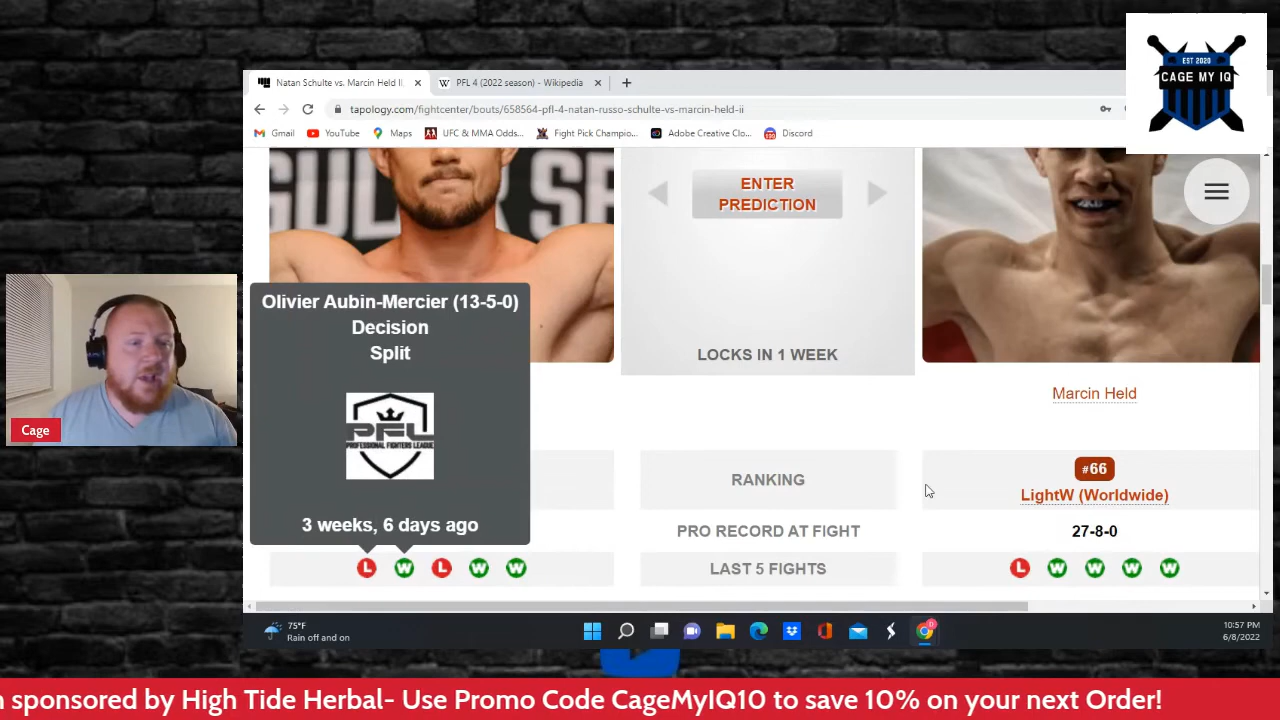 EST 2020
CAGE MY IQ
Natan Schulte vs. Marcin Held I
PFL 4 (2022 season) - Wikipedia
tapology.com/fightcenter/bouts/658564-pfl-4-natan-russo-schulte-vs-marcin-held-ii
Gmail
YouTube
Maps
UFC & MMA Odds...
Fight Pick Champio...
Adobe Creative Clo...
Discord
ENTER
PREDICTION
LOCKS IN 1 WEEK
Olivier Aubin-Mercier (13-5-0)
Decision
Split
PFL
PROFESSIONAL FIGHTERS LEAGUE
3 weeks, 6 days ago
Marcin Held
RANKING
#66
LightW (Worldwide)
PRO RECORD AT FIGHT
27-8-0
L W L W W
LAST 5 FIGHTS
L W W W W
Cage
75°F
Rain off and on
10:57 PM
6/8/2022
n sponsored by High Tide Herbal- Use Promo Code CageMyIQ10 to save 10% on your next Order!